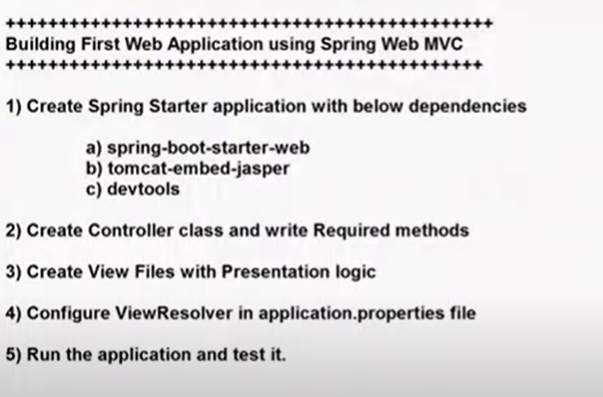 ++++++++++++++++++++++++++++++++++++++++++++++
Building First Web Application using Spring Web MVC
+++++++++++++++++++++++++++++++++++++++++++++
1) Create Spring Starter application with below dependencies
a) spring-boot-starter-web
b) tomcat-embed-jasper
c) devtools
2) Create Controller class and write Required methods
3) Create View Files with Presentation logic
4) Configure ViewResolver in application.properties file
5) Run the application and test it.